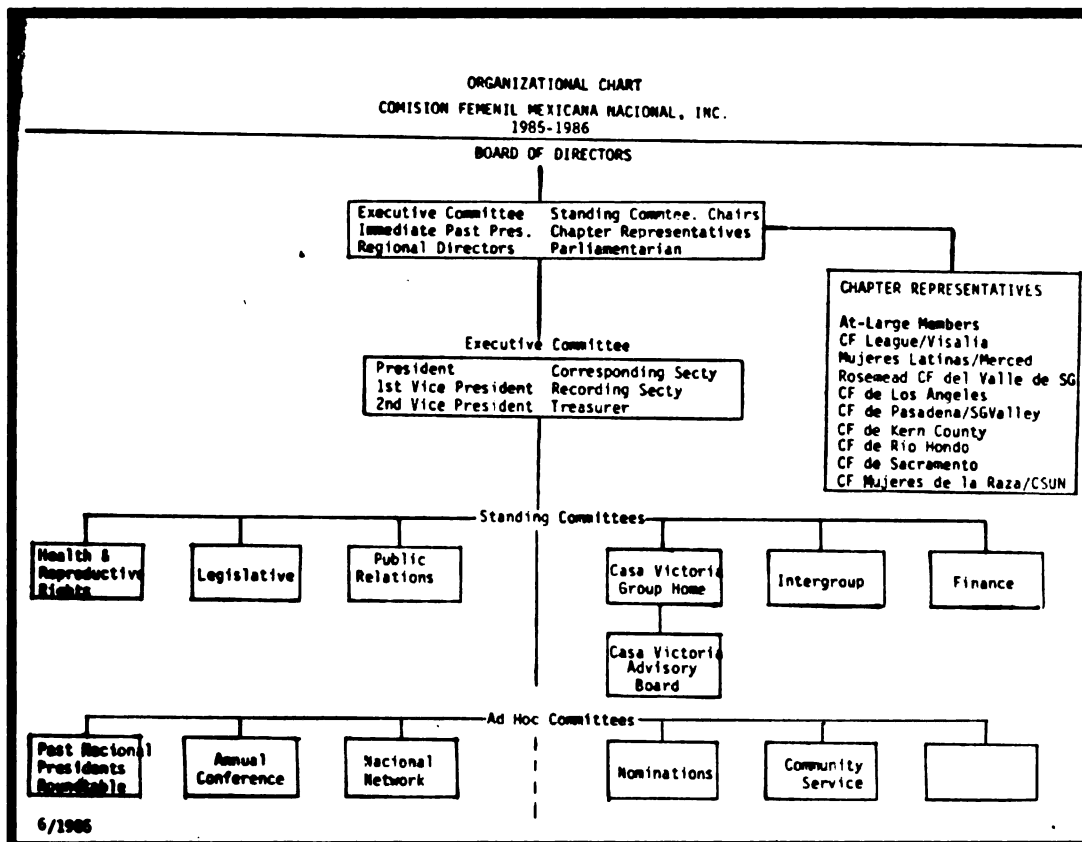 ORGANIZATIONAL CHART
COMISION FEMENIL MEXICANA NACIONAL, INC.
1985-1986
BOARD OF DIRECTORS
Executive Committee Standing Commtee. Chairs
Immediate Past Pres. Chapter Representatives
Regional Directors Parliamentarian
CHAPTER REPRESENTATIVES
At-Large Members
CF League/Visalia
Mujeres Latinas/Merced
Rosemead CF del Valle de SG
CF de Los Angeles
CF de Pasadena/SGValley
CF de Kern County
CF de Rio Hondo
CF de Sacramento
CF Mujeres de la Raza/CSUN
Executive Committee
President Corresponding Secty
1st Vice President Recording Secty
2nd Vice President Treasurer
Standing Committees
Health &
Reproductive
Rights
Legislative
Public
Relations
Casa Victoria
Group Home
Intergroup
Finance
Casa Victoria
Advisory
Board
Ad Hoc Committees
Past Nacional
Presidents
Roundtable
Annual
Conference
Nacional
Network
Nominations
Community
Service
6/1986